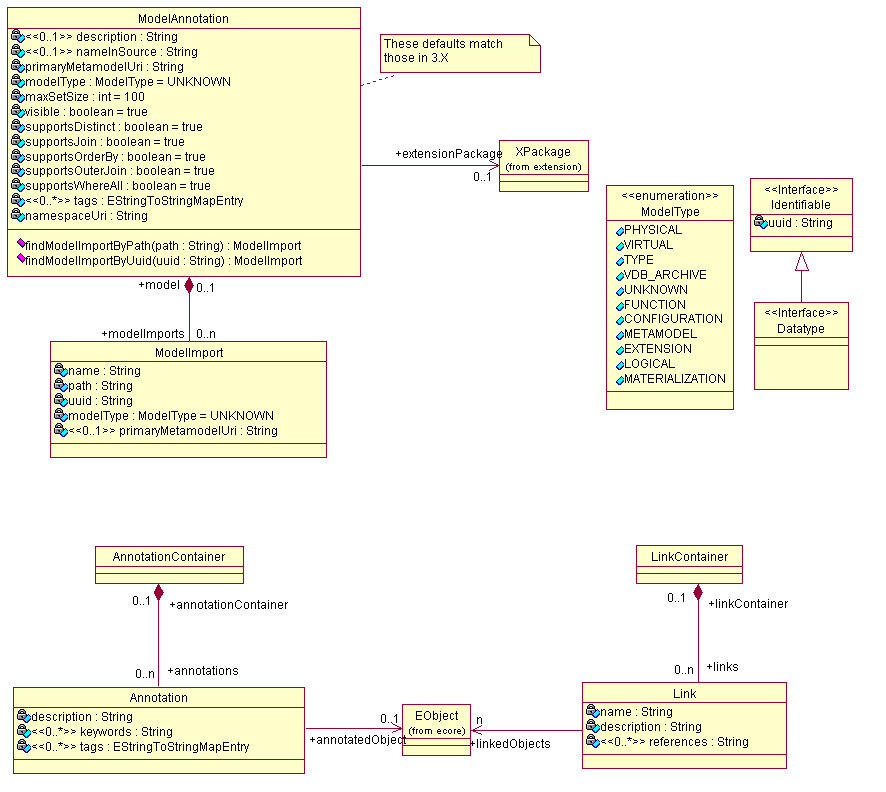 ModelAnnotation
<<0..1>> description : String
<<0..1>> nameInSource : String
primaryMetamodelUri : String
modelType : ModelType = UNKNOWN
maxSetSize : int = 100
visible : boolean = true
supportsDistinct : boolean = true
supportsJoin : boolean = true
supportsOrderBy : boolean = true
supportsOuterJoin : boolean = true
supportsWhereAll : boolean = true
<<0..*>> tags : EStringToStringMapEntry
namespaceUri : String
findModelImportByPath(path : String) : ModelImport
findModelImportByUuid(uuid : String) : ModelImport
These defaults match
those in 3.X
+extensionPackage
0..1
XPackage
(from extension)
<<enumeration>>
ModelType
PHYSICAL
VIRTUAL
TYPE
VDB_ARCHIVE
UNKNOWN
FUNCTION
CONFIGURATION
METAMODEL
EXTENSION
LOGICAL
MATERIALIZATION
<<Interface>>
Identifiable
uuid : String
<<Interface>>
Datatype
+model
0..1
+modelImports
0..n
ModelImport
name : String
path : String
uuid : String
modelType : ModelType = UNKNOWN
<<0..1>> primaryMetamodelUri : String
AnnotationContainer
0..1
+annotationContainer
0..n
+annotations
Annotation
description : String
<<0..*>> keywords : String
<<0..*>> tags : EStringToStringMapEntry
0..1
+annotatedObject
EObject
(from ecore)
n
+linkedObjects
LinkContainer
0..1
+linkContainer
0..n
+links
Link
name : String
description : String
<<0..*>> references : String